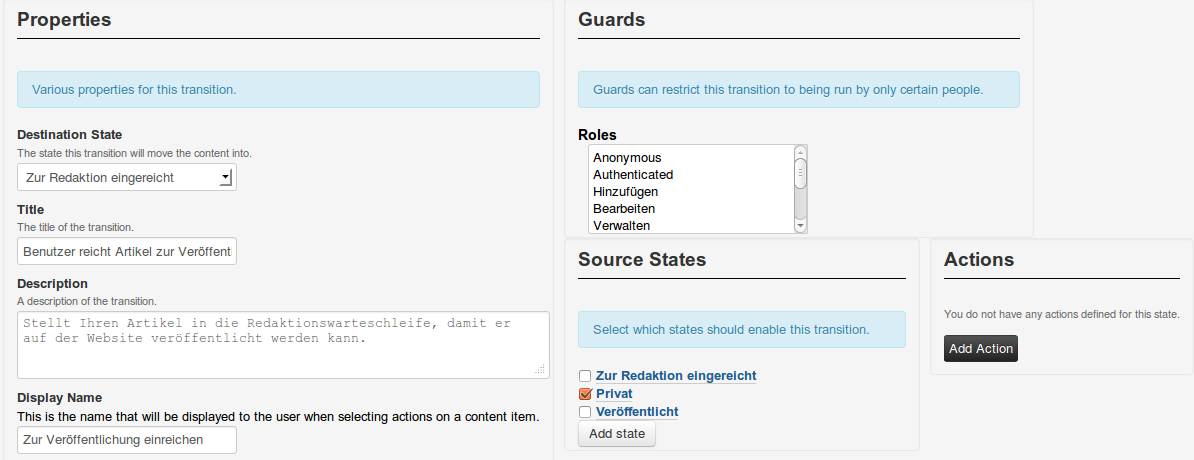 Properties
Various properties for this transition.
Destination State
The state this transition will move the content into.
Zur Redaktion eingereicht
Title
The title of the transition.
Benutzer reicht Artikel zur Veröffent
Description
A description of the transition.
Stellt Ihren Artikel in die Redaktionswarteschleife, damit er
auf der Website veröffentlicht werden kann.
Display Name
This is the name that will be displayed to the user when selecting actions on a content item.
Zur Veröffentlichung einreichen
Guards
Guards can restrict this transition to being run by only certain people.
Roles
Anonymous
Authenticated
Hinzufügen
Bearbeiten
Verwalten
Source States
Select which states should enable this transition.
Zur Redaktion eingereicht
Privat
Veröffentlicht
Add state
Actions
You do not have any actions defined for this state.
Add Action